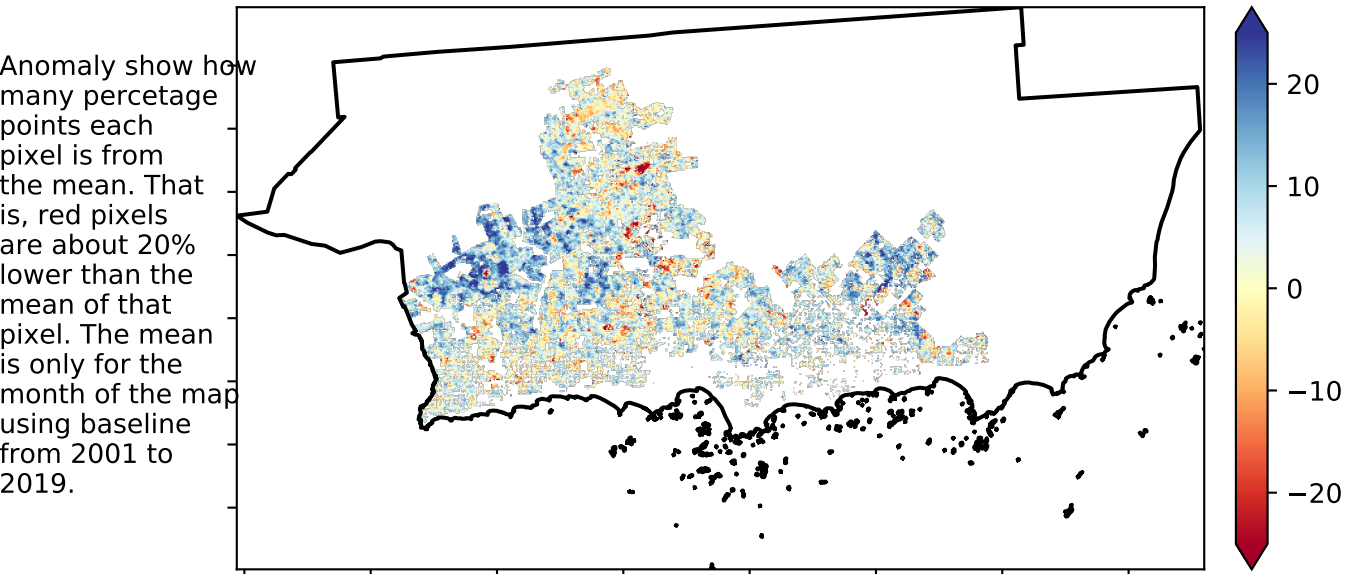 Anomaly show how
many percetage
points each
pixel is from
the mean. That
is, red pixels
are about 20%
lower than the
mean of that
pixel. The mean
is only for the
month of the map
using baseline
from 2001 to
2019.
20
10
0
−10
−20